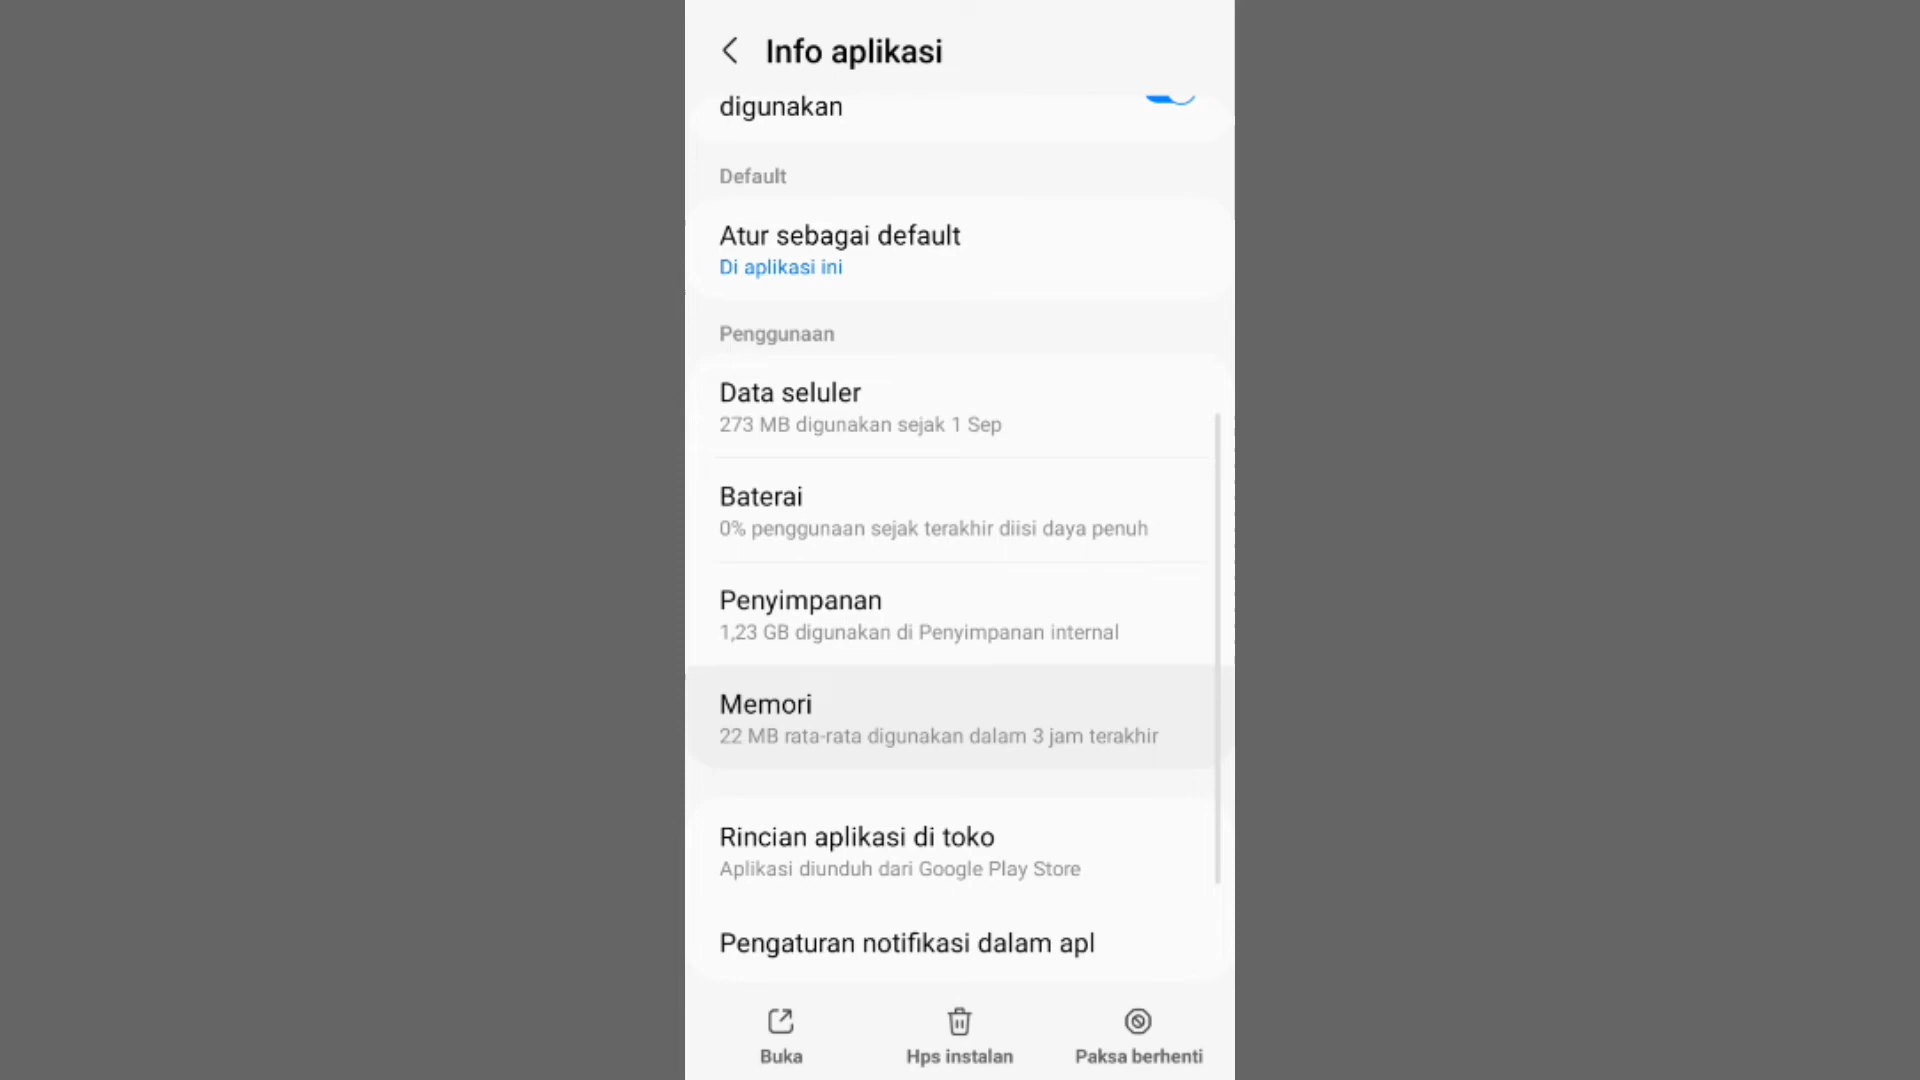 Info aplikasi
digunakan
Default
Atur sebagai default
Di aplikasi ini
Penggunaan
Data seluler
273 MB digunakan sejak 1 Sep
Baterai
0% penggunaan sejak terakhir diisi daya penuh
Penyimpanan
1,23 GB digunakan di Penyimpanan internal
Memori
22 MB rata-rata digunakan dalam 3 jam terakhir
Rincian aplikasi di toko
Aplikasi diunduh dari Google Play Store
Pengaturan notifikasi dalam apl
Buka
Hps instalan
Paksa berhenti